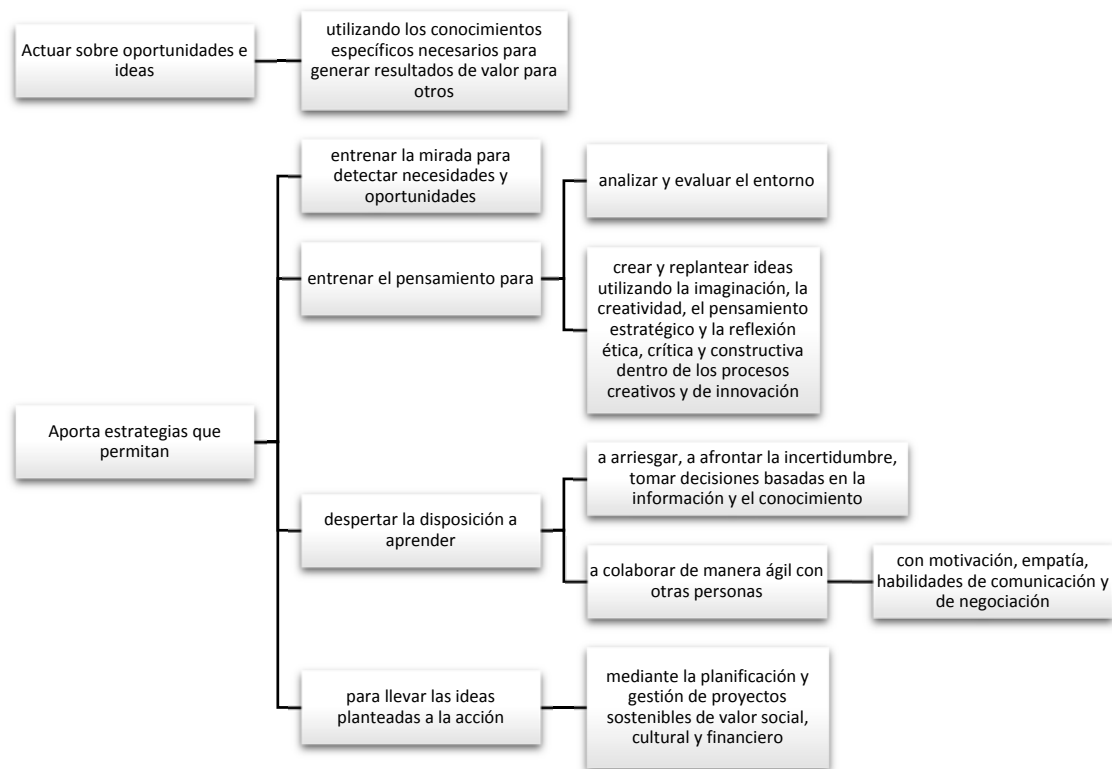 Actuar sobre oportunidades e
ideas
utilizando los conocimientos
específicos necesarios para
generar resultados de valor para
otros
Aporta estrategias que
permitan
entrenar la mirada para
detectar necesidades y
oportunidades
entrenar el pensamiento para
analizar y evaluar el entorno
crear y replantear ideas
utilizando la imaginación, la
creatividad, el pensamiento
estratégico y la reflexión
ética, crítica y constructiva
dentro de los procesos
creativos y de innovación
despertar la disposición a
aprender
a arriesgar, a afrontar la incertidumbre,
tomar decisiones basadas en la
información y el conocimiento
a colaborar de manera ágil con
otras personas
con motivación, empatía,
habilidades de comunicación y
de negociación
para llevar las ideas
planteadas a la acción
mediante la planificación y
gestión de proyectos
sostenibles de valor social,
cultural y financiero